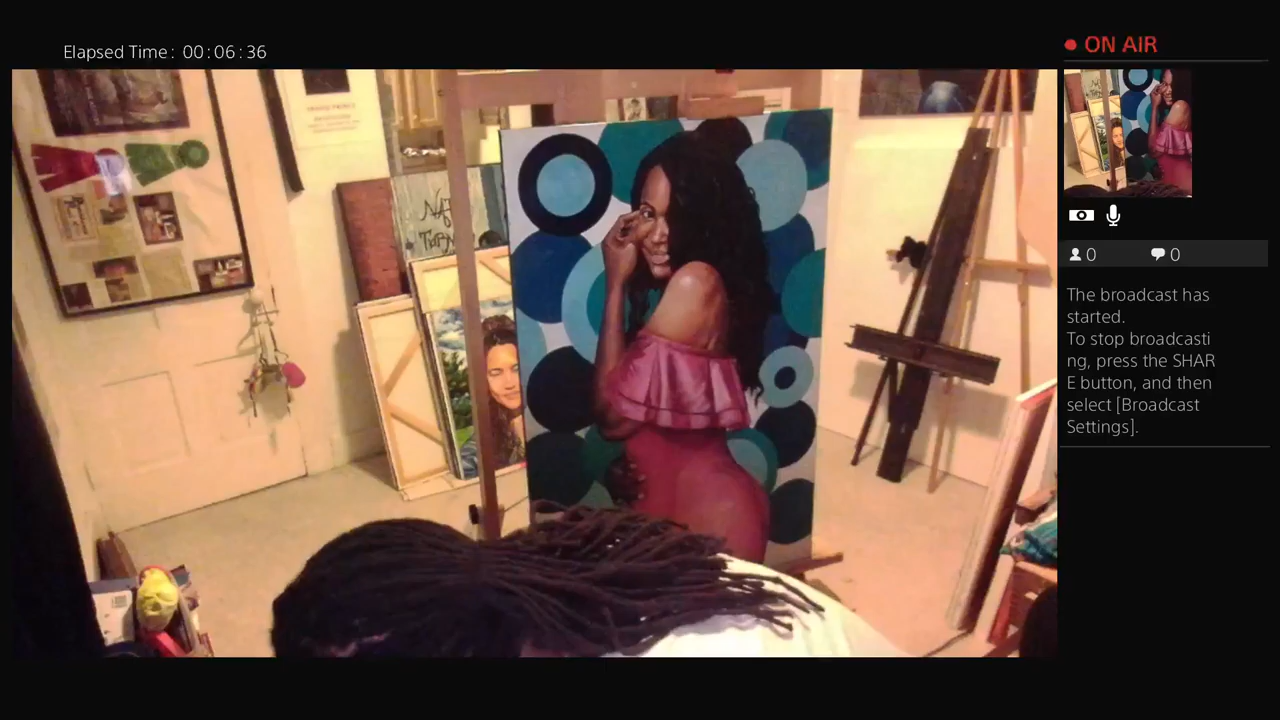 Elapsed Time: 00:06:36
ON AIR
0
0
The broadcast has
started.
To stop broadcasti
ng, press the SHAR
E button, and then
select [Broadcast
Settings].